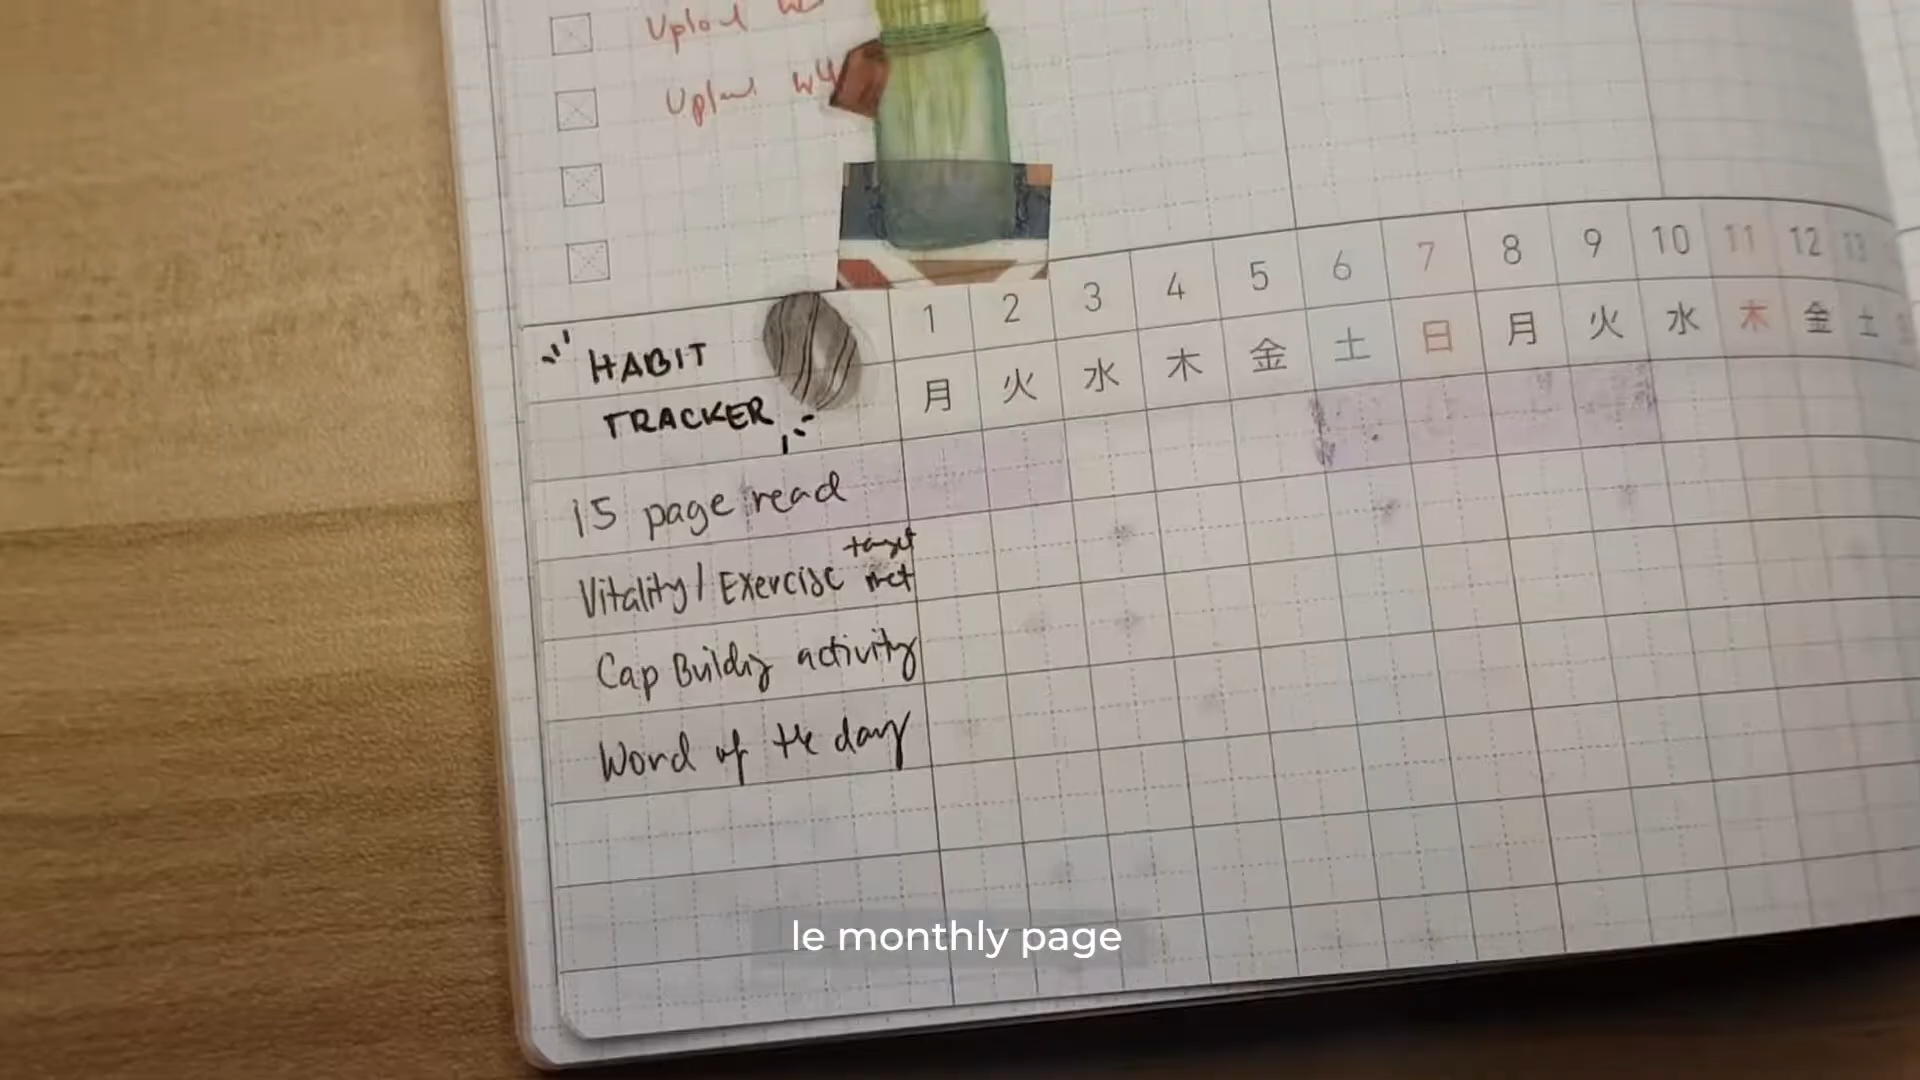 Upload
Upload W4
1 2 3 4 5 6 7 8 9 10 11 12 13
月 火 水 木 金 土 日 月 火 水 木 金 土
HABIT
TRACKER
15 page read
Vitality/Exercise target met
Cap Building activity
Word of the day
le monthly page